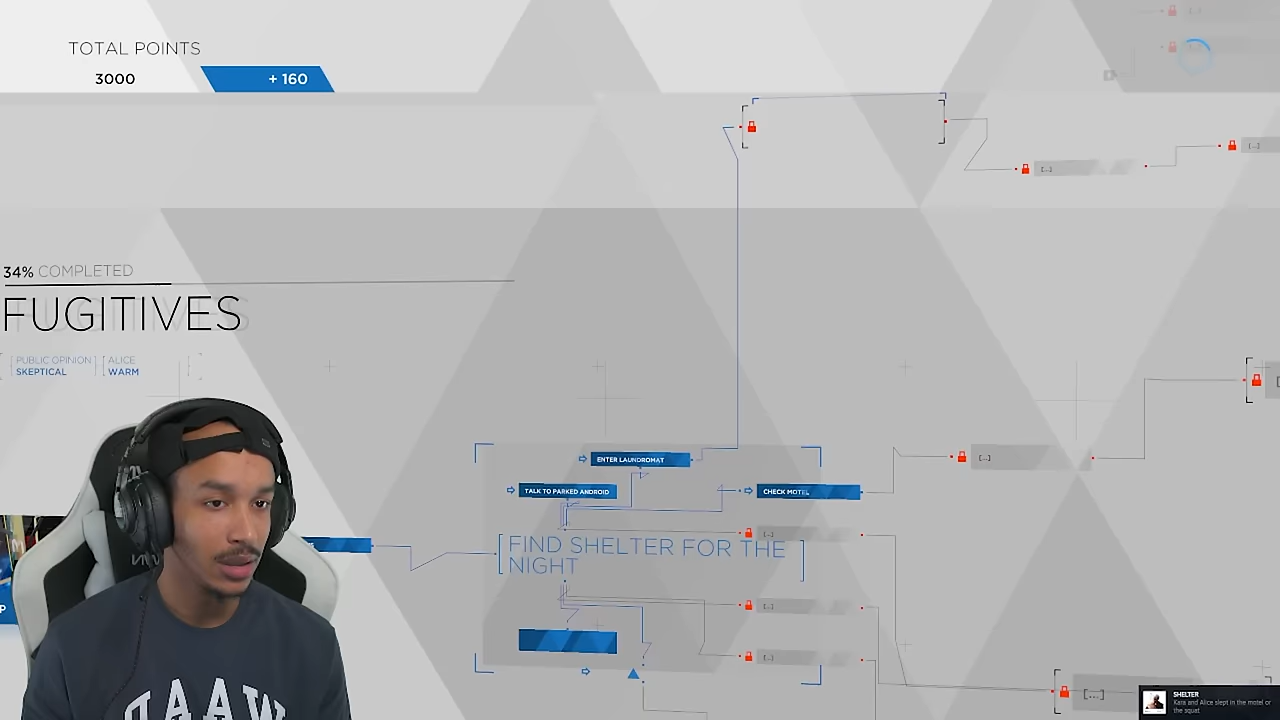 TOTAL POINTS
3000
+ 160
34% COMPLETED
FUGITIVES
PUBLIC OPINION
SKEPTICAL
ALICE
WARM
ENTER LAUNDROMAT
TALK TO PARKED ANDROID
CHECK MOTEL
FIND SHELTER FOR THE
NIGHT
[...]
[...]
[...]
[...]
[...]
[...]
[...]
SHELTER
Kara and Alice slept in the motel or
the squat